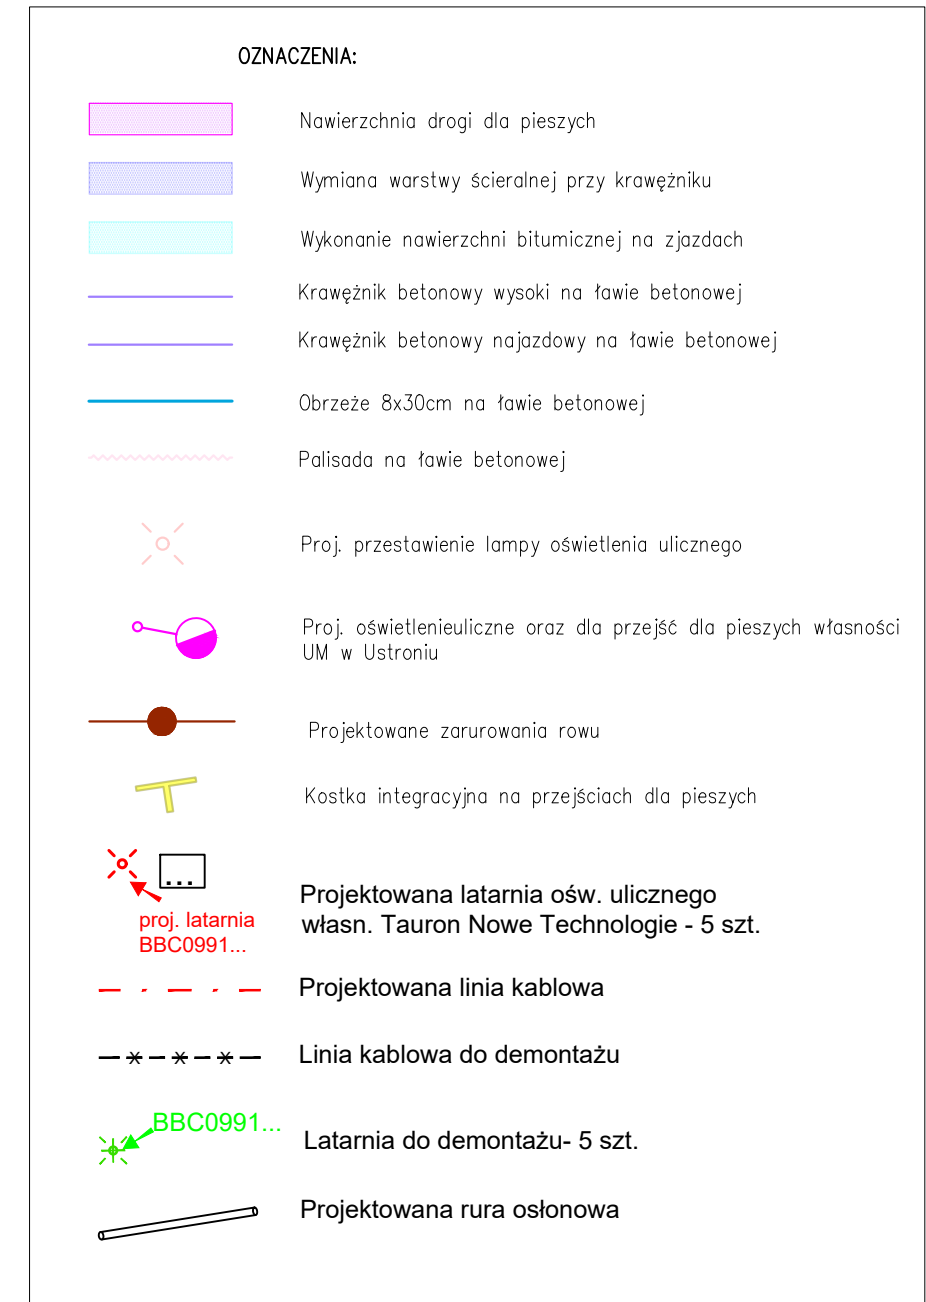 OZNACZENIA:
Nawierzchnia drogi dla pieszych
Wymiana warstwy ścieralnej przy krawężniku
Wykonanie nawierzchni bitumicznej na zjazdach
Krawężnik betonowy wysoki na ławie betonowej
Krawężnik betonowy najazdowy na ławie betonowej
Obrzeże 8x30cm na ławie betonowej
Palisada na ławie betonowej
Proj. przestawienie lampy oświetlenia ulicznego
Proj. oświetlenieuliczne oraz dla przejść dla pieszych własności
UM w Ustroniu
Projektowane zarurowania rowu
Kostka integracyjna na przejściach dla pieszych
...
proj. latarnia
BBC0991...
Projektowana latarnia ośw. ulicznego
własn. Tauron Nowe Technologie - 5 szt.
Projektowana linia kablowa
Linia kablowa do demontażu
BBC0991...
Latarnia do demontażu- 5 szt.
Projektowana rura osłonowa